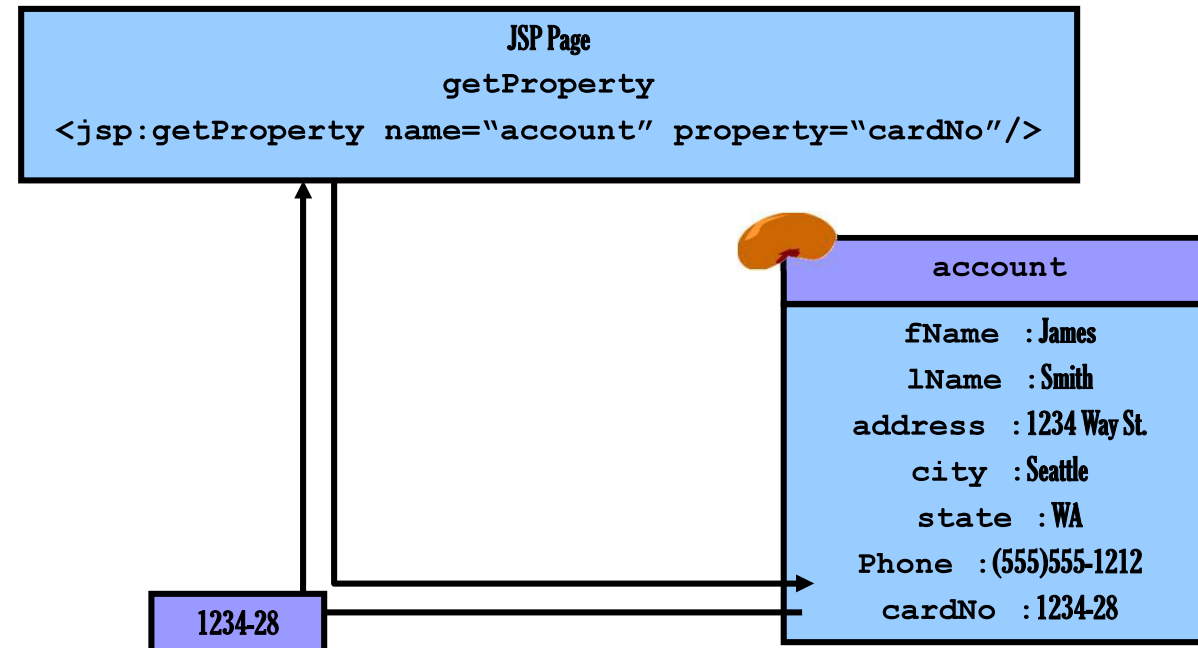 JSP Page
getProperty
<jsp:getProperty name=“account” property=“cardNo”/>
account
fName :James
lName :Smith
address :1234 Way St.
city :Seattle
state :WA
Phone :(555)555-1212
cardNo :1234-28
1234-28